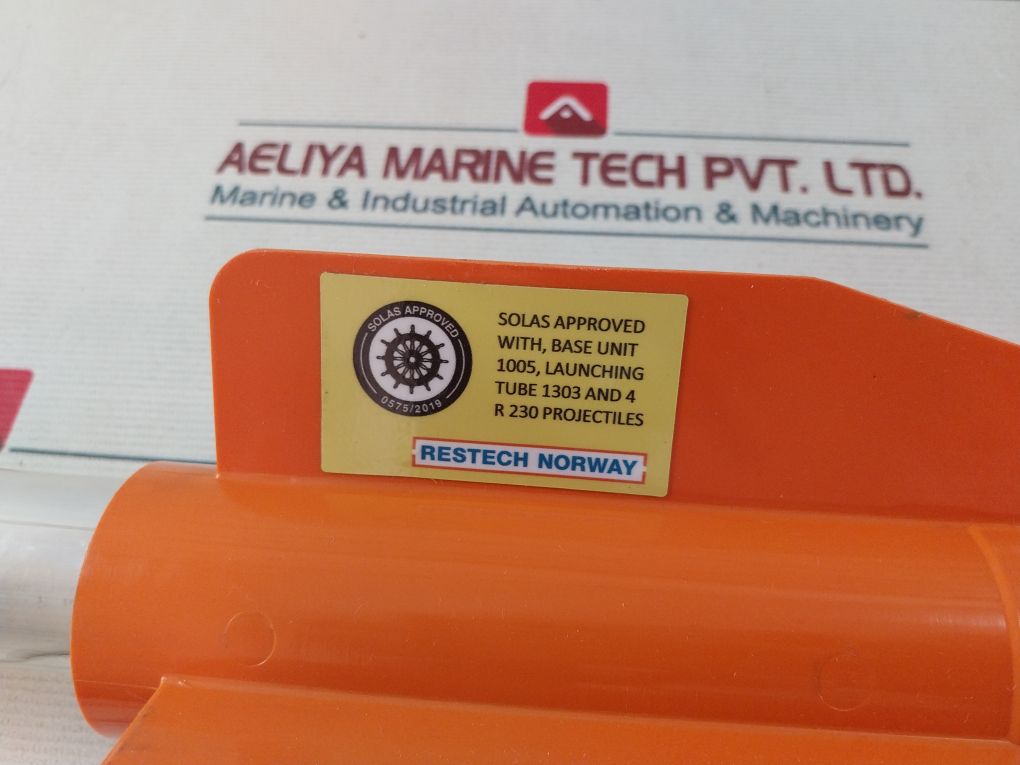 AELIYA MARINE TECH PVT. LTD.
Marine & Industrial Automation & Machinery
SOLAS APPROVED
0575/2019
SOLAS APPROVED
WITH, BASE UNIT
1005, LAUNCHING
TUBE 1303 AND 4
R 230 PROJECTILES
RESTECH NORWAY